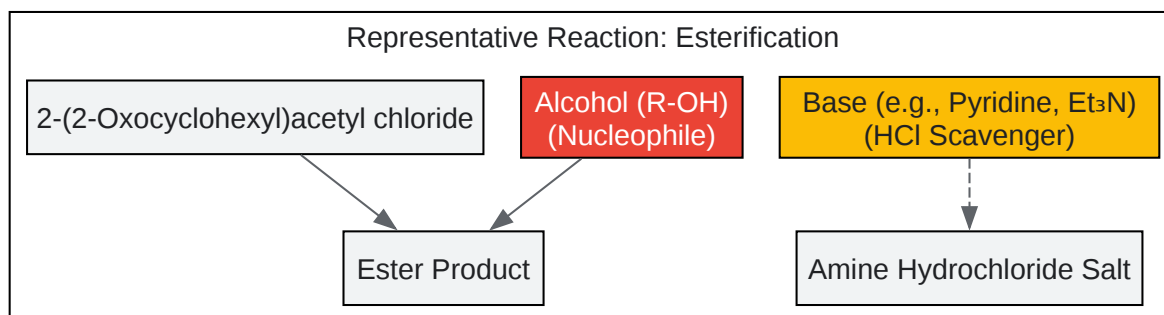 Representative Reaction: Esterification
2-(2-Oxocyclohexyl)acetyl chloride
Alcohol (R-OH)
(Nucleophile)
Base (e.g., Pyridine, Et₃N)
(HCl Scavenger)
Ester Product
Amine Hydrochloride Salt